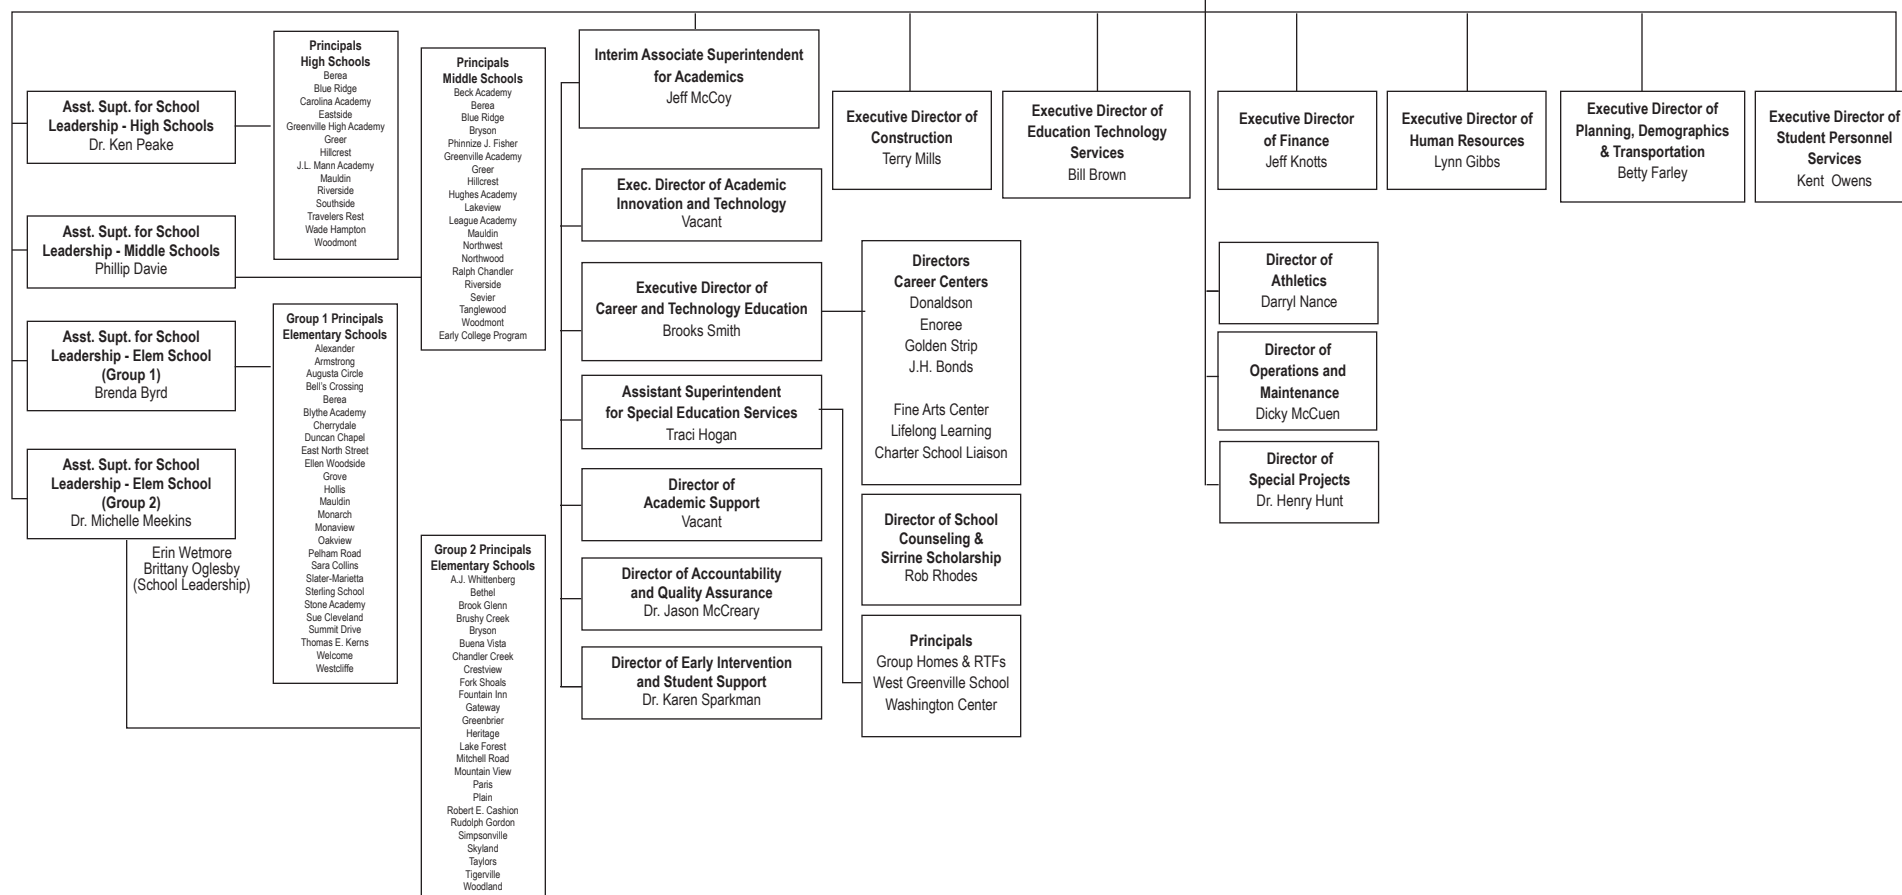 Asst. Supt. for School
Leadership - High Schools
Dr. Ken Peake
Asst. Supt. for School
Leadership - Middle Schools
Phillip Davie
Asst. Supt. for School
Leadership - Elem School
(Group 1)
Brenda Byrd
Asst. Supt. for School
Leadership - Elem School
(Group 2)
Dr. Michelle Meekins
Erin Wetmore
Brittany Oglesby
(School Leadership)
Principals
High Schools
Berea
Blue Ridge
Carolina Academy
Eastside
Greenville High Academy
Greer
Hillcrest
J.L. Mann Academy
Mauldin
Riverside
Southside
Travelers Rest
Wade Hampton
Woodmont
Group 1 Principals
Elementary Schools
Alexander
Armstrong
Augusta Circle
Bell's Crossing
Berea
Blythe Academy
Cherrydale
Duncan Chapel
East North Street
Ellen Woodside
Grove
Hollis
Mauldin
Monarch
Monaview
Oakview
Pelham Road
Sara Collins
Slater-Marietta
Sterling School
Stone Academy
Sue Cleveland
Summit Drive
Thomas E. Kerns
Welcome
Westcliffe
Principals
Middle Schools
Beck Academy
Berea
Blue Ridge
Bryson
Phinnize J. Fisher
Greenville Academy
Greer
Hillcrest
Hughes Academy
Lakeview
League Academy
Mauldin
Northwest
Northwood
Ralph Chandler
Riverside
Sevier
Tanglewood
Woodmont
Early College Program
Group 2 Principals
Elementary Schools
A.J. Whittenberg
Bethel
Brook Glenn
Brushy Creek
Bryson
Buena Vista
Chandler Creek
Crestview
Fork Shoals
Fountain Inn
Gateway
Greenbrier
Heritage
Lake Forest
Mitchell Road
Mountain View
Paris
Plain
Robert E. Cashion
Rudolph Gordon
Simpsonville
Skyland
Taylors
Tigerville
Woodland
Interim Associate Superintendent
for Academics
Jeff McCoy
Exec. Director of Academic
Innovation and Technology
Vacant
Executive Director of
Career and Technology Education
Brooks Smith
Assistant Superintendent
for Special Education Services
Traci Hogan
Director of
Academic Support
Vacant
Director of Accountability
and Quality Assurance
Dr. Jason McCreary
Director of Early Intervention
and Student Support
Dr. Karen Sparkman
Executive Director of
Construction
Terry Mills
Directors
Career Centers
Donaldson
Enoree
Golden Strip
J.H. Bonds
Fine Arts Center
Lifelong Learning
Charter School Liaison
Director of School
Counseling &
Sirrine Scholarship
Rob Rhodes
Principals
Group Homes & RTFs
West Greenville School
Washington Center
Executive Director of
Education Technology
Services
Bill Brown
Executive Director
of Finance
Jeff Knotts
Director of
Athletics
Darryl Nance
Director of
Operations and
Maintenance
Dicky McCuen
Director of
Special Projects
Dr. Henry Hunt
Executive Director of
Human Resources
Lynn Gibbs
Executive Director of
Planning, Demographics
& Transportation
Betty Farley
Executive Director of
Student Personnel
Services
Kent Owens